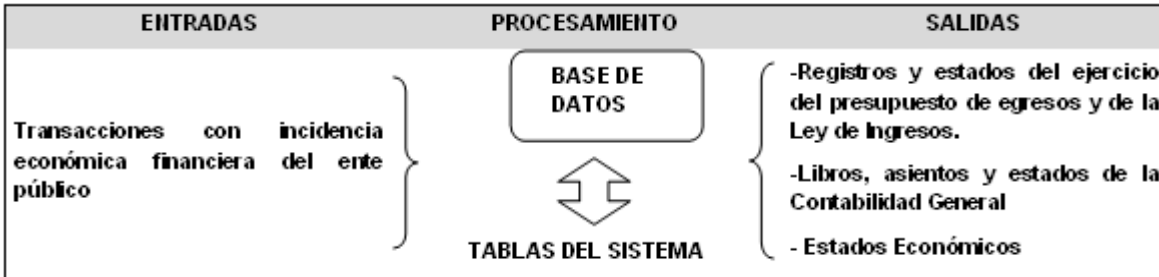 ENTRADAS
PROCESAMIENTO
SALIDAS
Transacciones con incidencia
económica financiera del ente
público
BASE DE
DATOS
TABLAS DEL SISTEMA
-Registros y estados del ejercicio
del presupuesto de egresos y de la
Ley de Ingresos.
-Libros, asientos y estados de la
Contabilidad General
- Estados Económicos